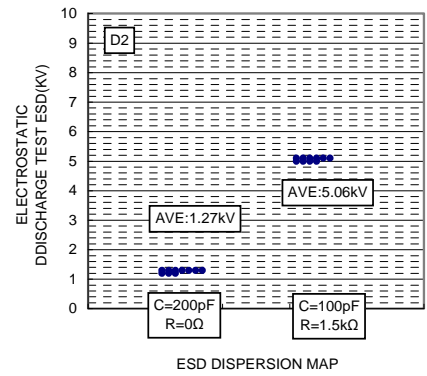 10
9
8
7
6
5
4
3
2
1
0
ELECTROSTATIC
DDISCHARGE TEST ESD(KV)
D2
AVE:5.06kV
AVE:1.27kV
C=200pF
R=0Ω
C=100pF
R=1.5kΩ
ESD DISPERSION MAP